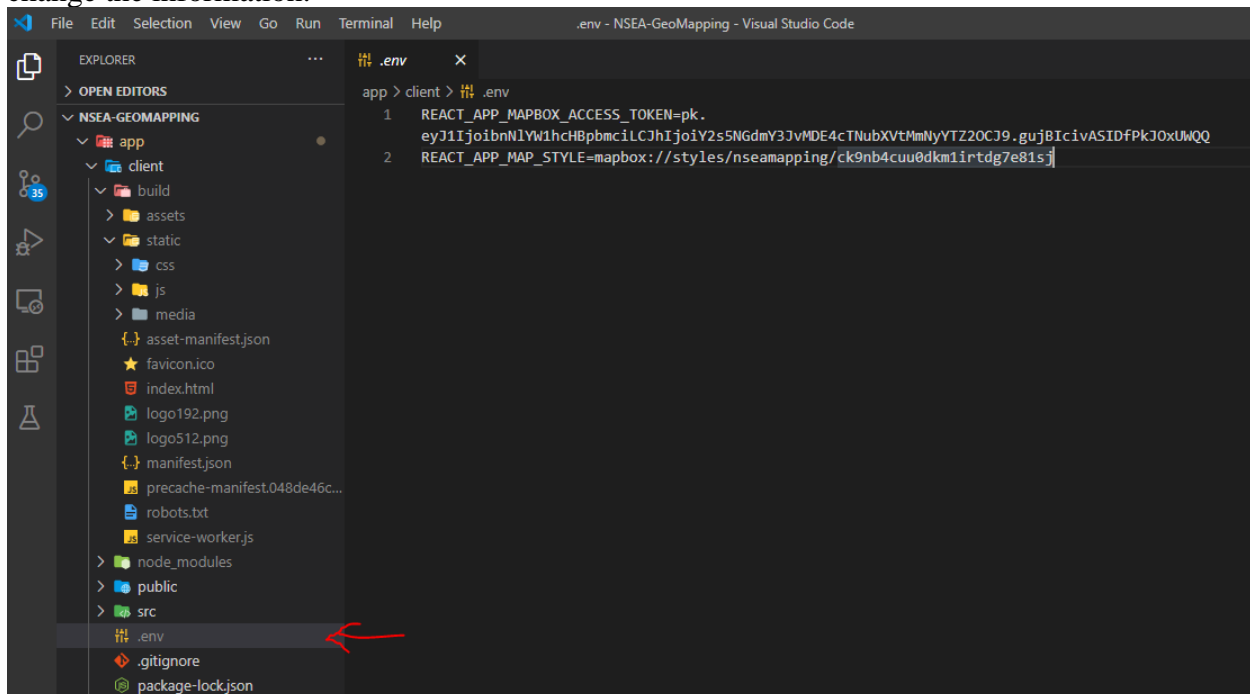 change the information.
File Edit Selection View Go Run Terminal Help .env - NSEA-GeoMapping - Visual Studio Code
EXPLORER ... .env ×
> OPEN EDITORS app > client > .env
NSEA-GEOMAPPING 1 REACT_APP_MAPBOX_ACCESS_TOKEN=pk.
app eyJ1IjoibnNlYW1hcHBpbmciLCJhIjoiY2s5NGdmY3JvMDE4cTNubXVtMmNyYTZ2OCJ9.gujBIcivASIDfPkJOxUWQQ
client 2 REACT_APP_MAP_STYLE=mapbox://styles/nseamapping/ck9nb4cuu0dkm1irtdg7e81sj
35 build
assets
static
css
js
media
{..} asset-manifest.json
favicon.ico
index.html
logo192.png
logo512.png
{..} manifest.json
JS precache-manifest.048de46c...
robots.txt
JS service-worker.js
node_modules
public
src
.env
.gitignore
package-lock.json